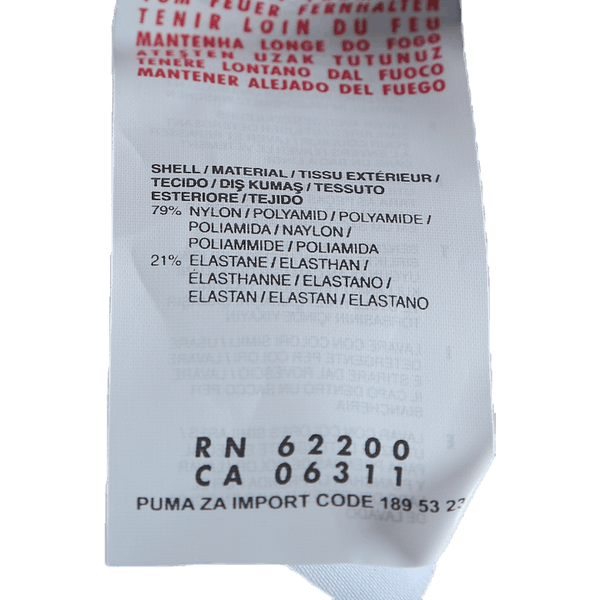 VOM FEUER FERNHALTEN
TENIR LOIN DU FEU
MANTENHA LONGE DO FOGO
ATEŞTEN UZAK TUTUNUZ
TENERE LONTANO DAL FUOCO
MANTENER ALEJADO DEL FUEGO
SHELL / MATERIAL / TISSU EXTÉRIEUR /
TECIDO / DIŞ KUMAŞ / TESSUTO
ESTERIORE / TEJIDO
79% NYLON / POLYAMID / POLYAMIDE /
POLIAMIDA / NAYLON /
POLIAMMIDE / POLIAMIDA
21% ELASTANE / ELASTHAN /
ÉLASTHANNE / ELASTANO /
ELASTAN / ELASTAN / ELASTANO
RN 62200
CA 06311
PUMA ZA IMPORT CODE 189 53 23